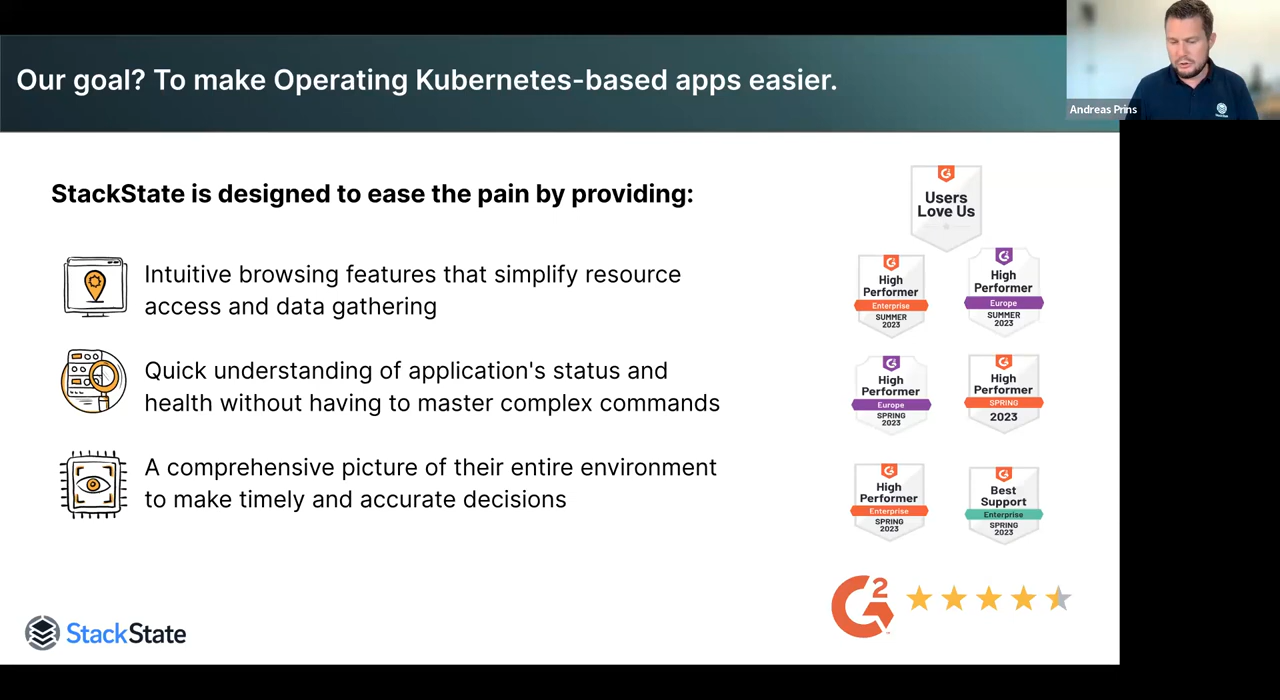 Our goal? To make Operating Kubernetes-based apps easier.
Andreas Prins
StackState is designed to ease the pain by providing:
Intuitive browsing features that simplify resource
access and data gathering
Quick understanding of application's status and
health without having to master complex commands
A comprehensive picture of their entire environment
to make timely and accurate decisions
Users
Love Us
High
Performer
Enterprise
SUMMER
2023
High
Performer
Europe
SUMMER
2023
High
Performer
Europe
SPRING
2023
High
Performer
SPRING
2023
High
Performer
Enterprise
SPRING
2023
Best
Support
Enterprise
SPRING
2023
G2
StackState